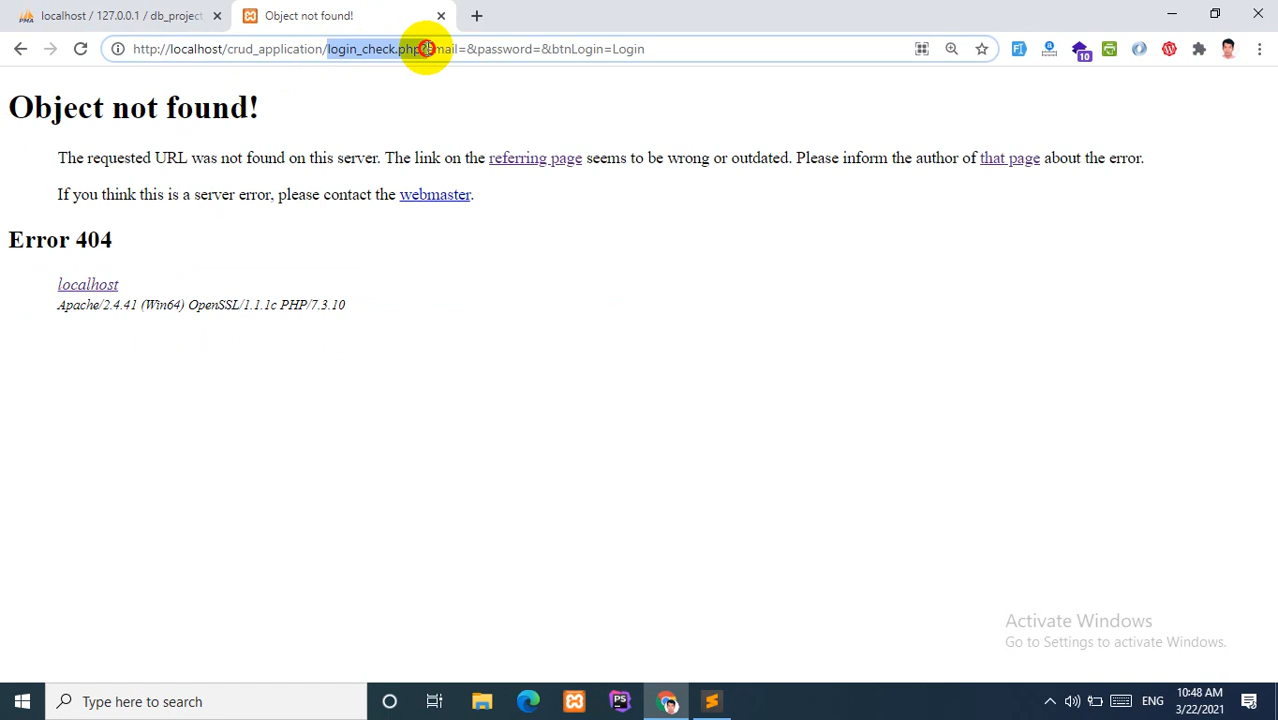 localhost / 127.0.0.1 / db_project
Object not found!
http://localhost/crud_application/login_check.php?email=&password=&btnLogin=Login
10
Object not found!
The requested URL was not found on this server. The link on the referring page seems to be wrong or outdated. Please inform the author of that page about the error.
If you think this is a server error, please contact the webmaster.
Error 404
localhost
Apache/2.4.41 (Win64) OpenSSL/1.1.1c PHP/7.3.10
Activate Windows
Go to Settings to activate Windows.
Type here to search
PS
ENG
10:48 AM
3/22/2021